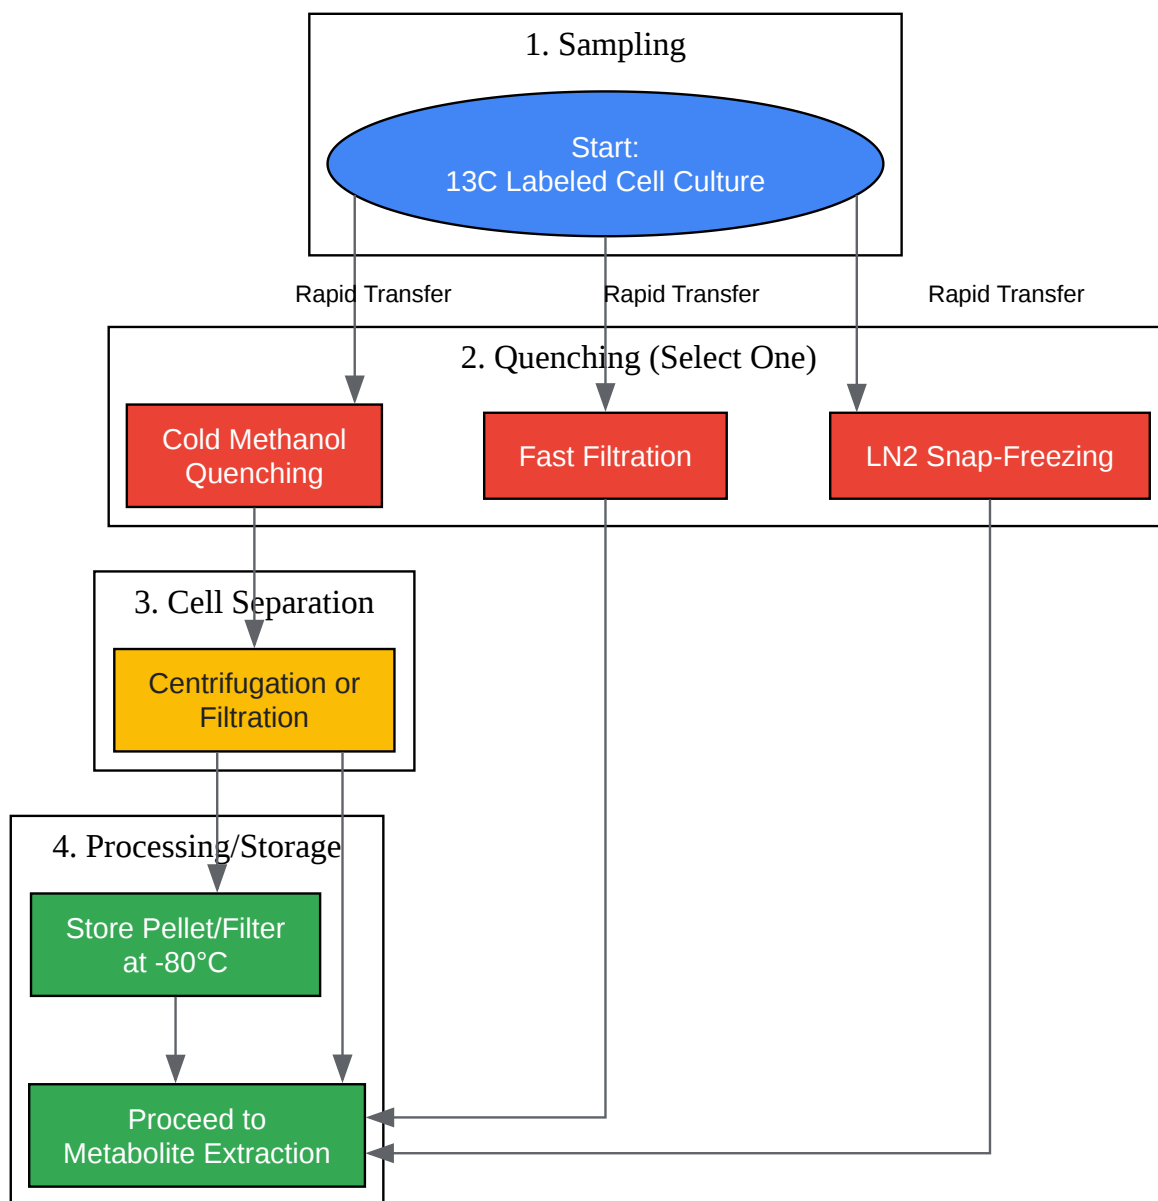 1. Sampling
Start:
13C Labeled Cell Culture
Rapid Transfer
Rapid Transfer
Rapid Transfer
2. Quenching (Select One)
Cold Methanol
Quenching
Fast Filtration
LN2 Snap-Freezing
3. Cell Separation
Centrifugation or
Filtration
4. Processing/Storage
Store Pellet/Filter
at -80°C
Proceed to
Metabolite Extraction